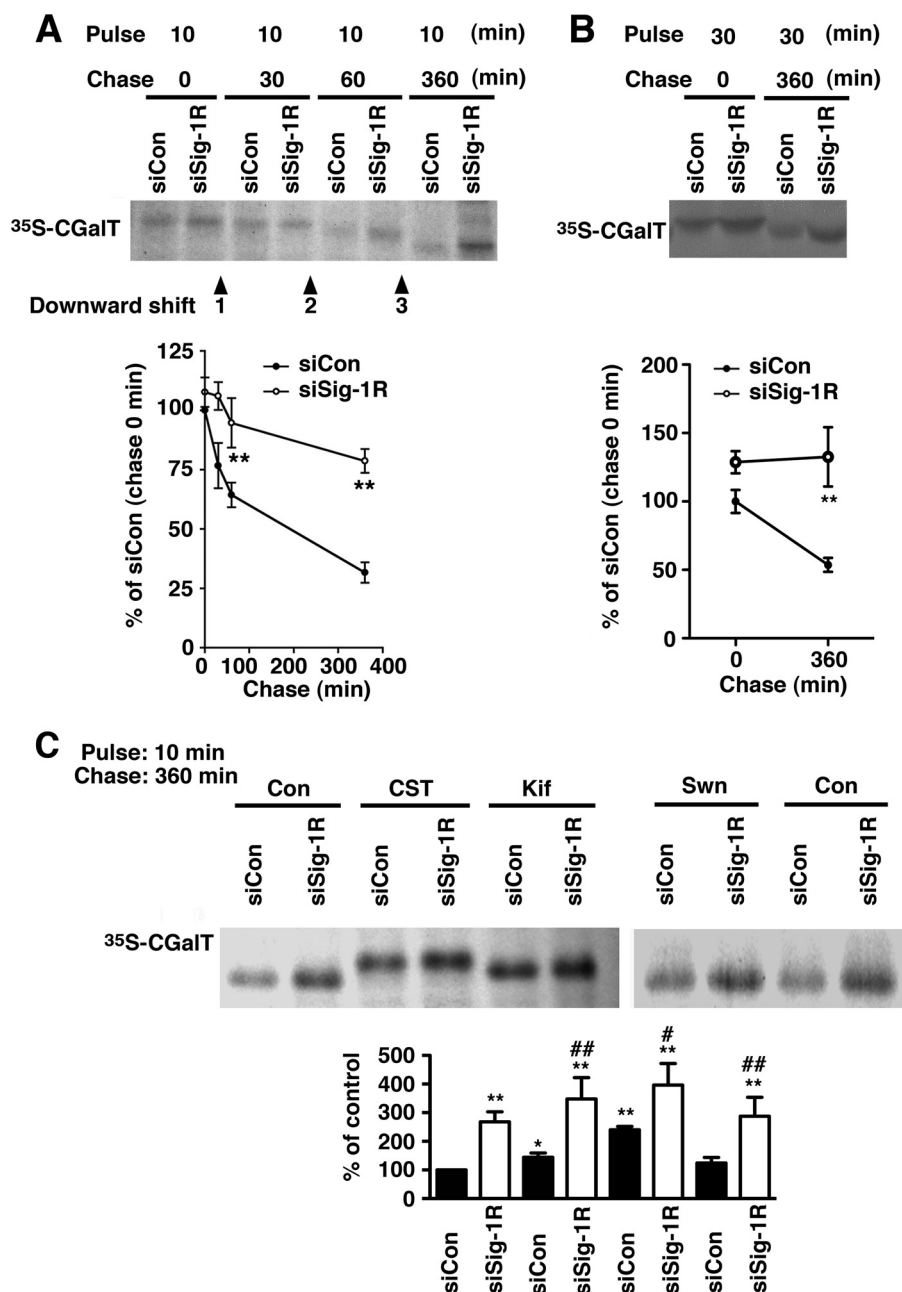 A
Pulse 10 10 10 10 (min)
Chase 0 30 60 360 (min)
siCon siSig-1R siCon siSig-1R siCon siSig-1R siCon siSig-1R
35S-CGalT
Downward shift 1 2 3
% of siCon (chase 0 min)
125
100
75
50
25
0
siCon
siSig-1R
**
**
0 100 200 300 400
Chase (min)
B
Pulse 30 30 (min)
Chase 0 360 (min)
siCon siSig-1R siCon siSig-1R
35S-CGalT
% of siCon (chase 0 min)
200
150
100
50
0
siCon
siSig-1R
**
0 360
Chase (min)
C
Pulse: 10 min
Chase: 360 min
Con CST Kif Swn Con
siCon siSig-1R siCon siSig-1R siCon siSig-1R siCon siSig-1R siCon siSig-1R
35S-CGalT
% of control
500
400
300
200
100
0
** * ## ** ** # ** ## **
siCon siSig-1R siCon siSig-1R siCon siSig-1R siCon siSig-1R